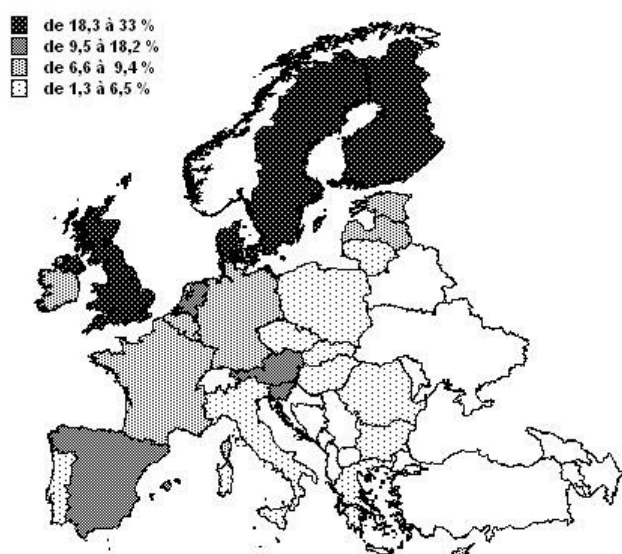 de 18,3 à 33 %
de 9,5 à 18,2 %
de 6,6 à 9,4 %
de 1,3 à 6,5 %